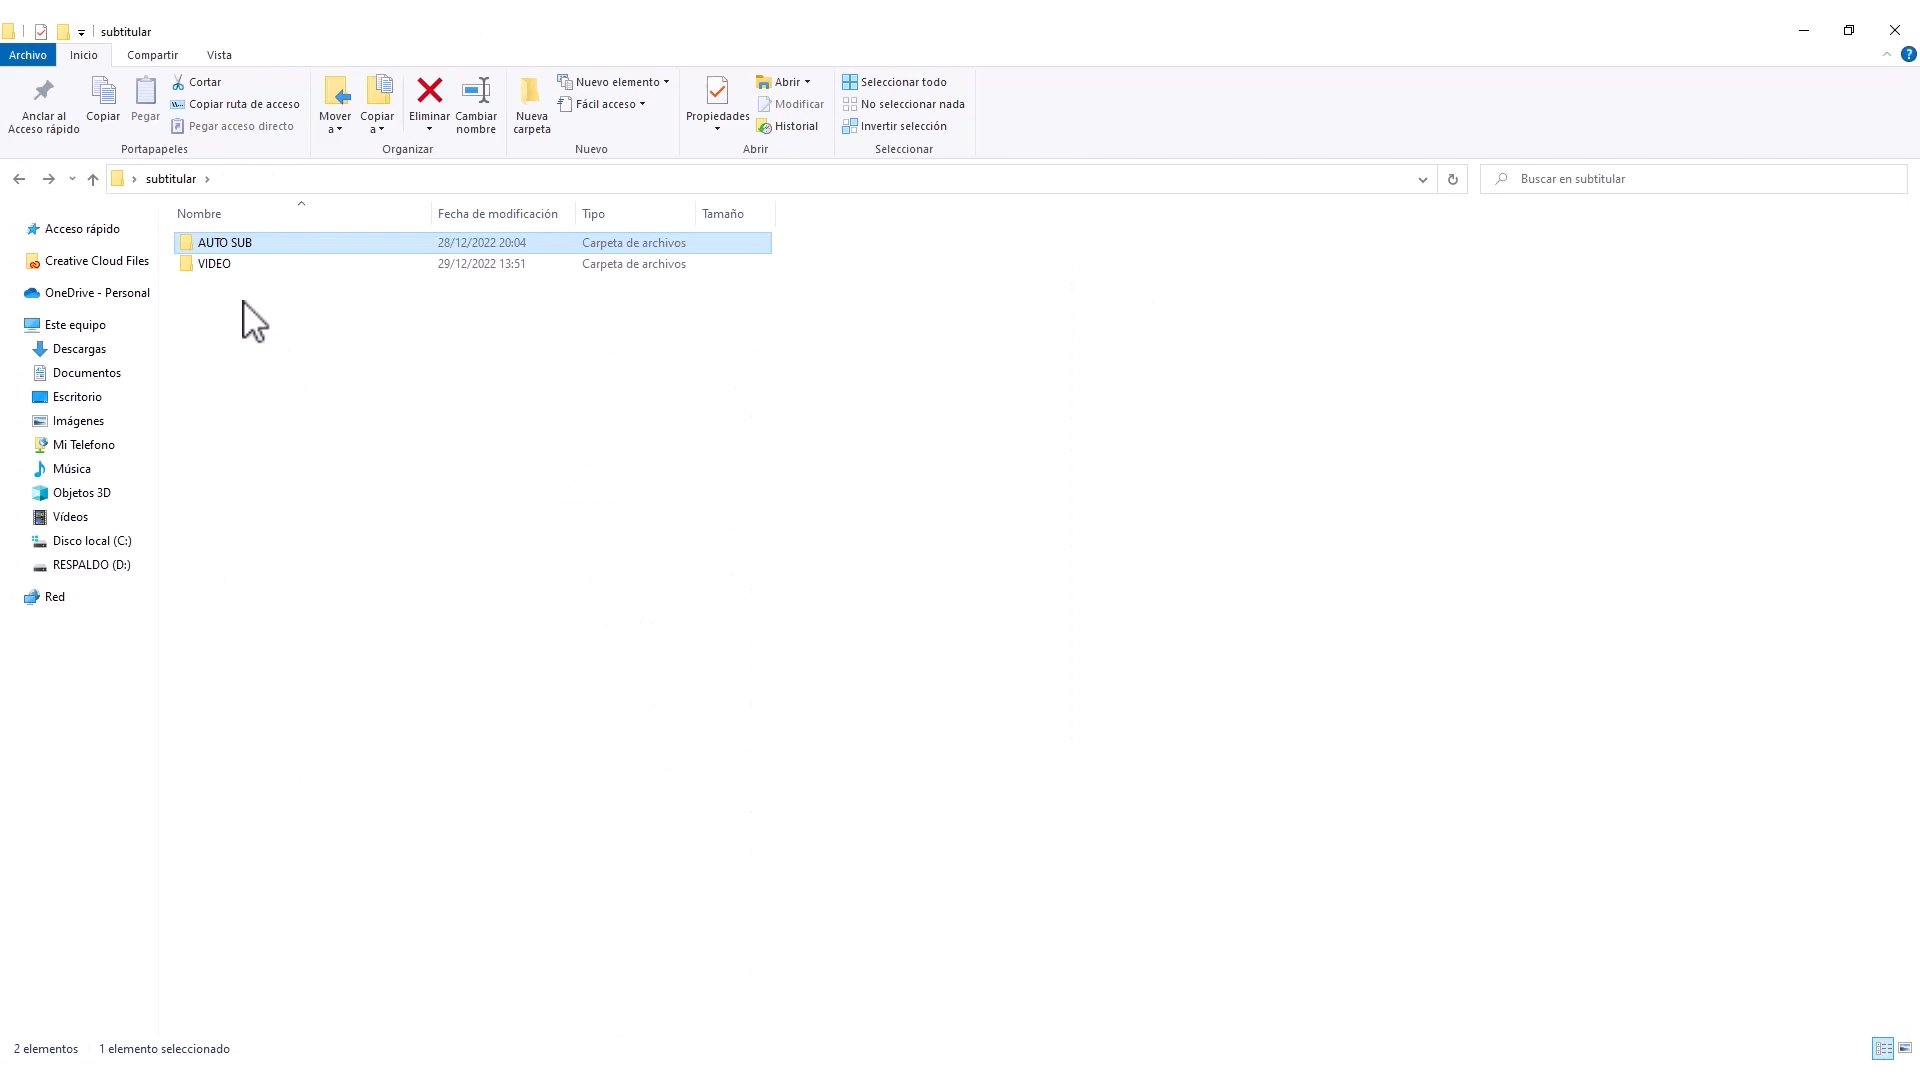 subtitular
Archivo Inicio Compartir Vista
Anclar al Acceso rápido
Copiar
Pegar
Cortar
Copiar ruta de acceso
Pegar acceso directo
Portapapeles
Mover a
Copiar a
Eliminar
Cambiar nombre
Organizar
Nueva carpeta
Nuevo elemento
Fácil acceso
Nuevo
Propiedades
Abrir
Modificar
Historial
Abrir
Seleccionar todo
No seleccionar nada
Invertir selección
Seleccionar
subtitular
Buscar en subtitular
Acceso rápido
Creative Cloud Files
OneDrive - Personal
Este equipo
Descargas
Documentos
Escritorio
Imágenes
Mi Telefono
Música
Objetos 3D
Vídeos
Disco local (C:)
RESPALDO (D:)
Red
Nombre Fecha de modificación Tipo Tamaño
AUTO SUB 28/12/2022 20:04 Carpeta de archivos
VIDEO 29/12/2022 13:51 Carpeta de archivos
2 elementos 1 elemento seleccionado